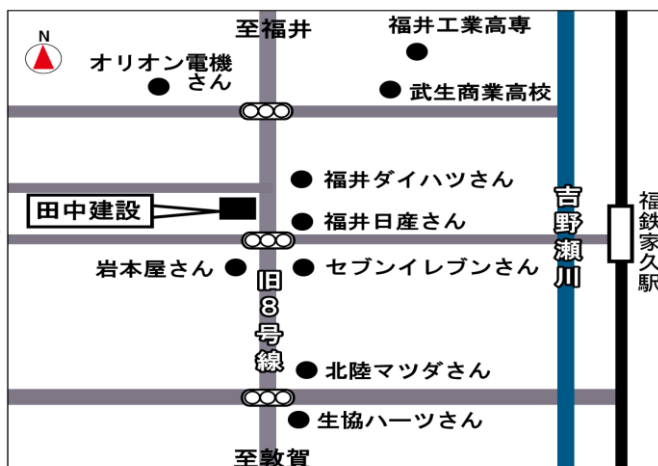 至福井
福井工業高専
N
オリオン電機
さん
武生商業高校
福井ダイハツさん
田中建設
福井日産さん
吉野瀬川
福鉄家久駅
岩本屋さん
セブンイレブンさん
旧8号線
北陸マツダさん
生協ハーツさん
至敦賀